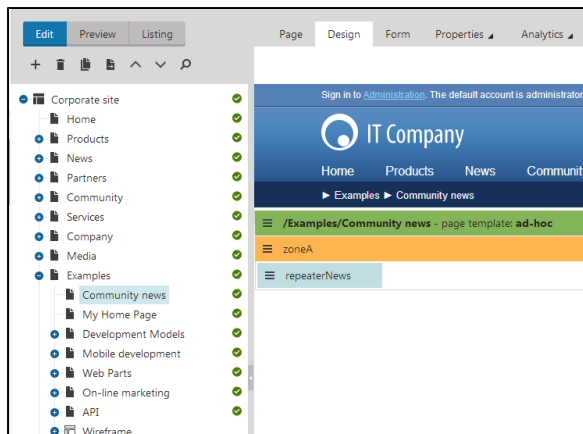 Edit Preview Listing
Page Design Form Properties Analytics
Sign in to Administration. The default account is administrator
IT Company
Home Products News Communit
► Examples ► Community news
/Examples/Community news - page template: ad-hoc
zoneA
repeaterNews
Corporate site
Home
Products
News
Partners
Community
Services
Company
Media
Examples
Community news
My Home Page
Development Models
Mobile development
Web Parts
On-line marketing
API
Wireframe